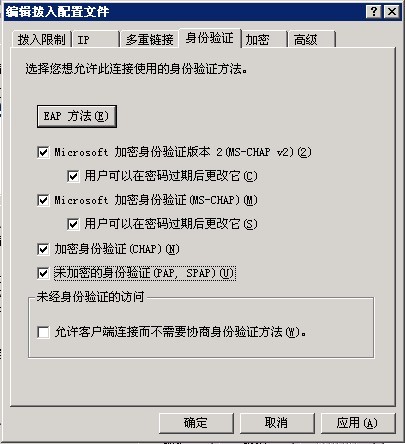 编辑拨入配置文件
拨入限制 IP 多重链接 身份验证 加密 高级
选择您想允许此连接使用的身份验证方法。
EAP 方法(E)
Microsoft 加密身份验证版本 2(MS-CHAP v2)(2)
用户可以在密码过期后更改它(C)
Microsoft 加密身份验证(MS-CHAP)(M)
用户可以在密码过期后更改它(S)
加密身份验证(CHAP)(N)
未加密的身份验证(PAP, SPAP)(U)
未经身份验证的访问
允许客户端连接而不需要协商身份验证方法(W)。
确定 取消 应用(A)